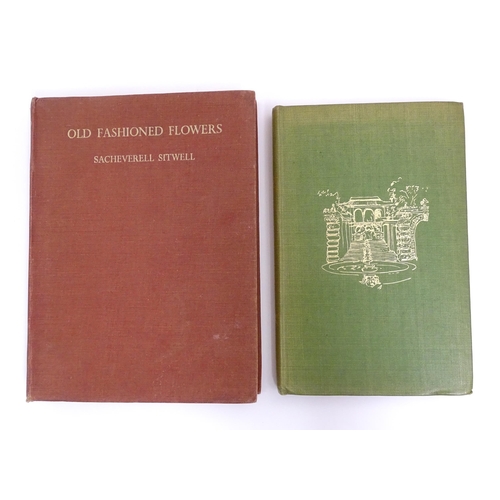 OLD FASHIONED FLOWERS
SACHEVERELL SITWELL